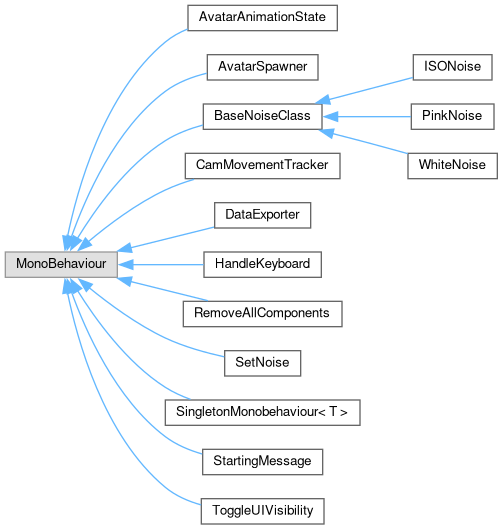 AvatarAnimationState
AvatarSpawner
ISONoise
BaseNoiseClass
PinkNoise
WhiteNoise
CamMovementTracker
DataExporter
MonoBehaviour
HandleKeyboard
RemoveAllComponents
SetNoise
SingletonMonobehaviour< T >
StartingMessage
ToggleUIVisibility